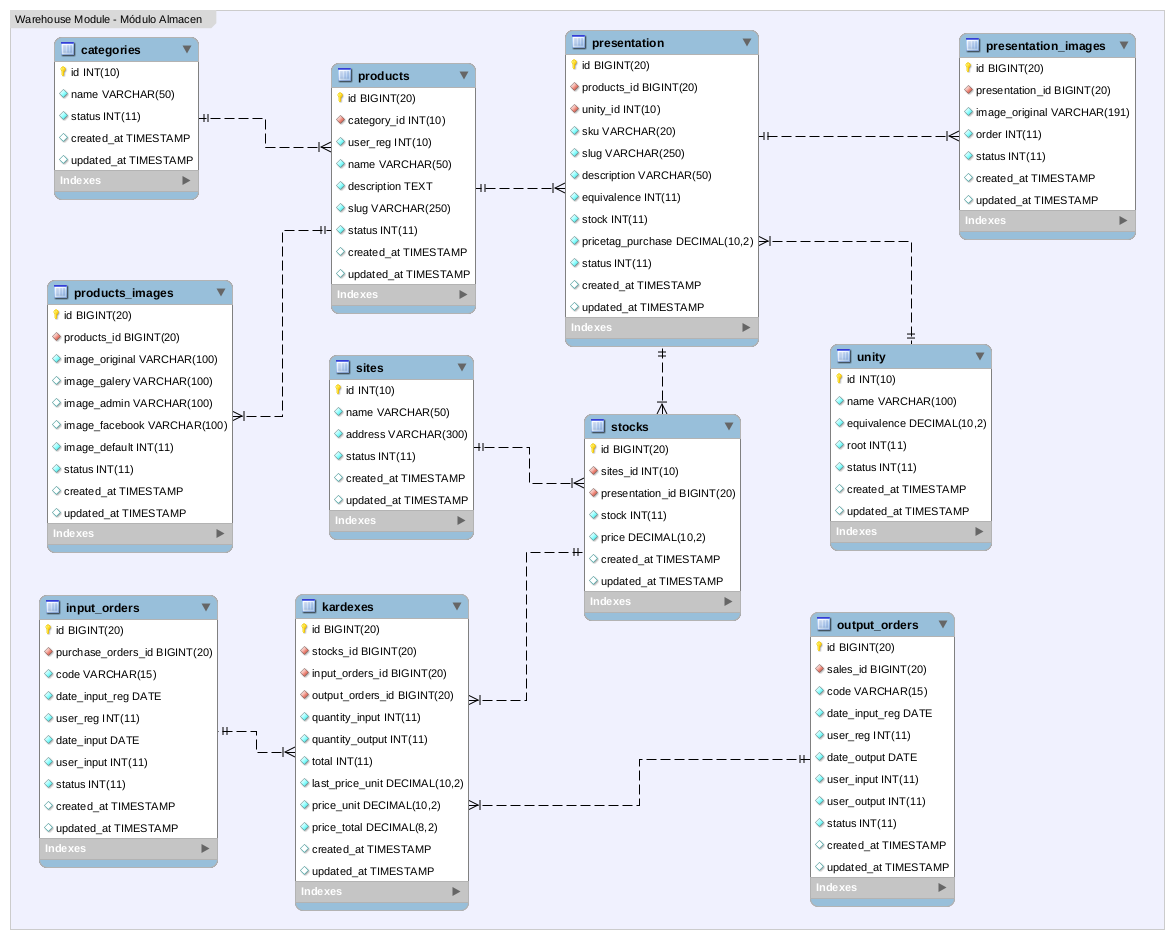 Warehouse Module - Módulo Almacen
categories
id INT(10)
name VARCHAR(50)
status INT(11)
created_at TIMESTAMP
updated_at TIMESTAMP
Indexes
products
id BIGINT(20)
category_id INT(10)
user_reg INT(10)
name VARCHAR(50)
description TEXT
slug VARCHAR(250)
status INT(11)
created_at TIMESTAMP
updated_at TIMESTAMP
Indexes
presentation
id BIGINT(20)
products_id BIGINT(20)
unity_id INT(10)
sku VARCHAR(20)
slug VARCHAR(250)
description VARCHAR(50)
equivalence INT(11)
stock INT(11)
pricetag_purchase DECIMAL(10,2)
status INT(11)
created_at TIMESTAMP
updated_at TIMESTAMP
Indexes
presentation_images
id BIGINT(20)
presentation_id BIGINT(20)
image_original VARCHAR(191)
order INT(11)
status INT(11)
created_at TIMESTAMP
updated_at TIMESTAMP
Indexes
products_images
id BIGINT(20)
products_id BIGINT(20)
image_original VARCHAR(100)
image_galery VARCHAR(100)
image_admin VARCHAR(100)
image_facebook VARCHAR(100)
image_default INT(11)
status INT(11)
created_at TIMESTAMP
updated_at TIMESTAMP
Indexes
sites
id INT(10)
name VARCHAR(50)
address VARCHAR(300)
status INT(11)
created_at TIMESTAMP
updated_at TIMESTAMP
Indexes
stocks
id BIGINT(20)
sites_id INT(10)
presentation_id BIGINT(20)
stock INT(11)
price DECIMAL(10,2)
created_at TIMESTAMP
updated_at TIMESTAMP
Indexes
unity
id INT(10)
name VARCHAR(100)
equivalence DECIMAL(10,2)
root INT(11)
status INT(11)
created_at TIMESTAMP
updated_at TIMESTAMP
Indexes
input_orders
id BIGINT(20)
purchase_orders_id BIGINT(20)
code VARCHAR(15)
date_input_reg DATE
user_reg INT(11)
date_input DATE
user_input INT(11)
status INT(11)
created_at TIMESTAMP
updated_at TIMESTAMP
Indexes
kardexes
id BIGINT(20)
stocks_id BIGINT(20)
input_orders_id BIGINT(20)
output_orders_id BIGINT(20)
quantity_input INT(11)
quantity_output INT(11)
total INT(11)
last_price_unit DECIMAL(10,2)
price_unit DECIMAL(10,2)
price_total DECIMAL(8,2)
created_at TIMESTAMP
updated_at TIMESTAMP
Indexes
output_orders
id BIGINT(20)
sales_id BIGINT(20)
code VARCHAR(15)
date_input_reg DATE
user_reg INT(11)
date_output DATE
user_input INT(11)
user_output INT(11)
status INT(11)
created_at TIMESTAMP
updated_at TIMESTAMP
Indexes